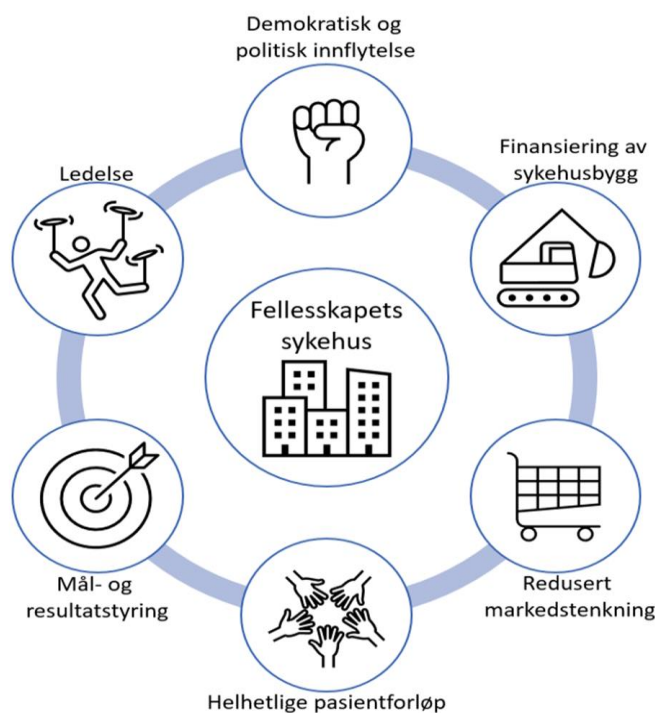 Demokratisk og
politisk innflytelse
Finansiering av
sykehusbygg
Ledelse
Fellesskapets
sykehus
Mål- og
resultatstyring
Redusert
markedstenkning
Helhetlige pasientforløp